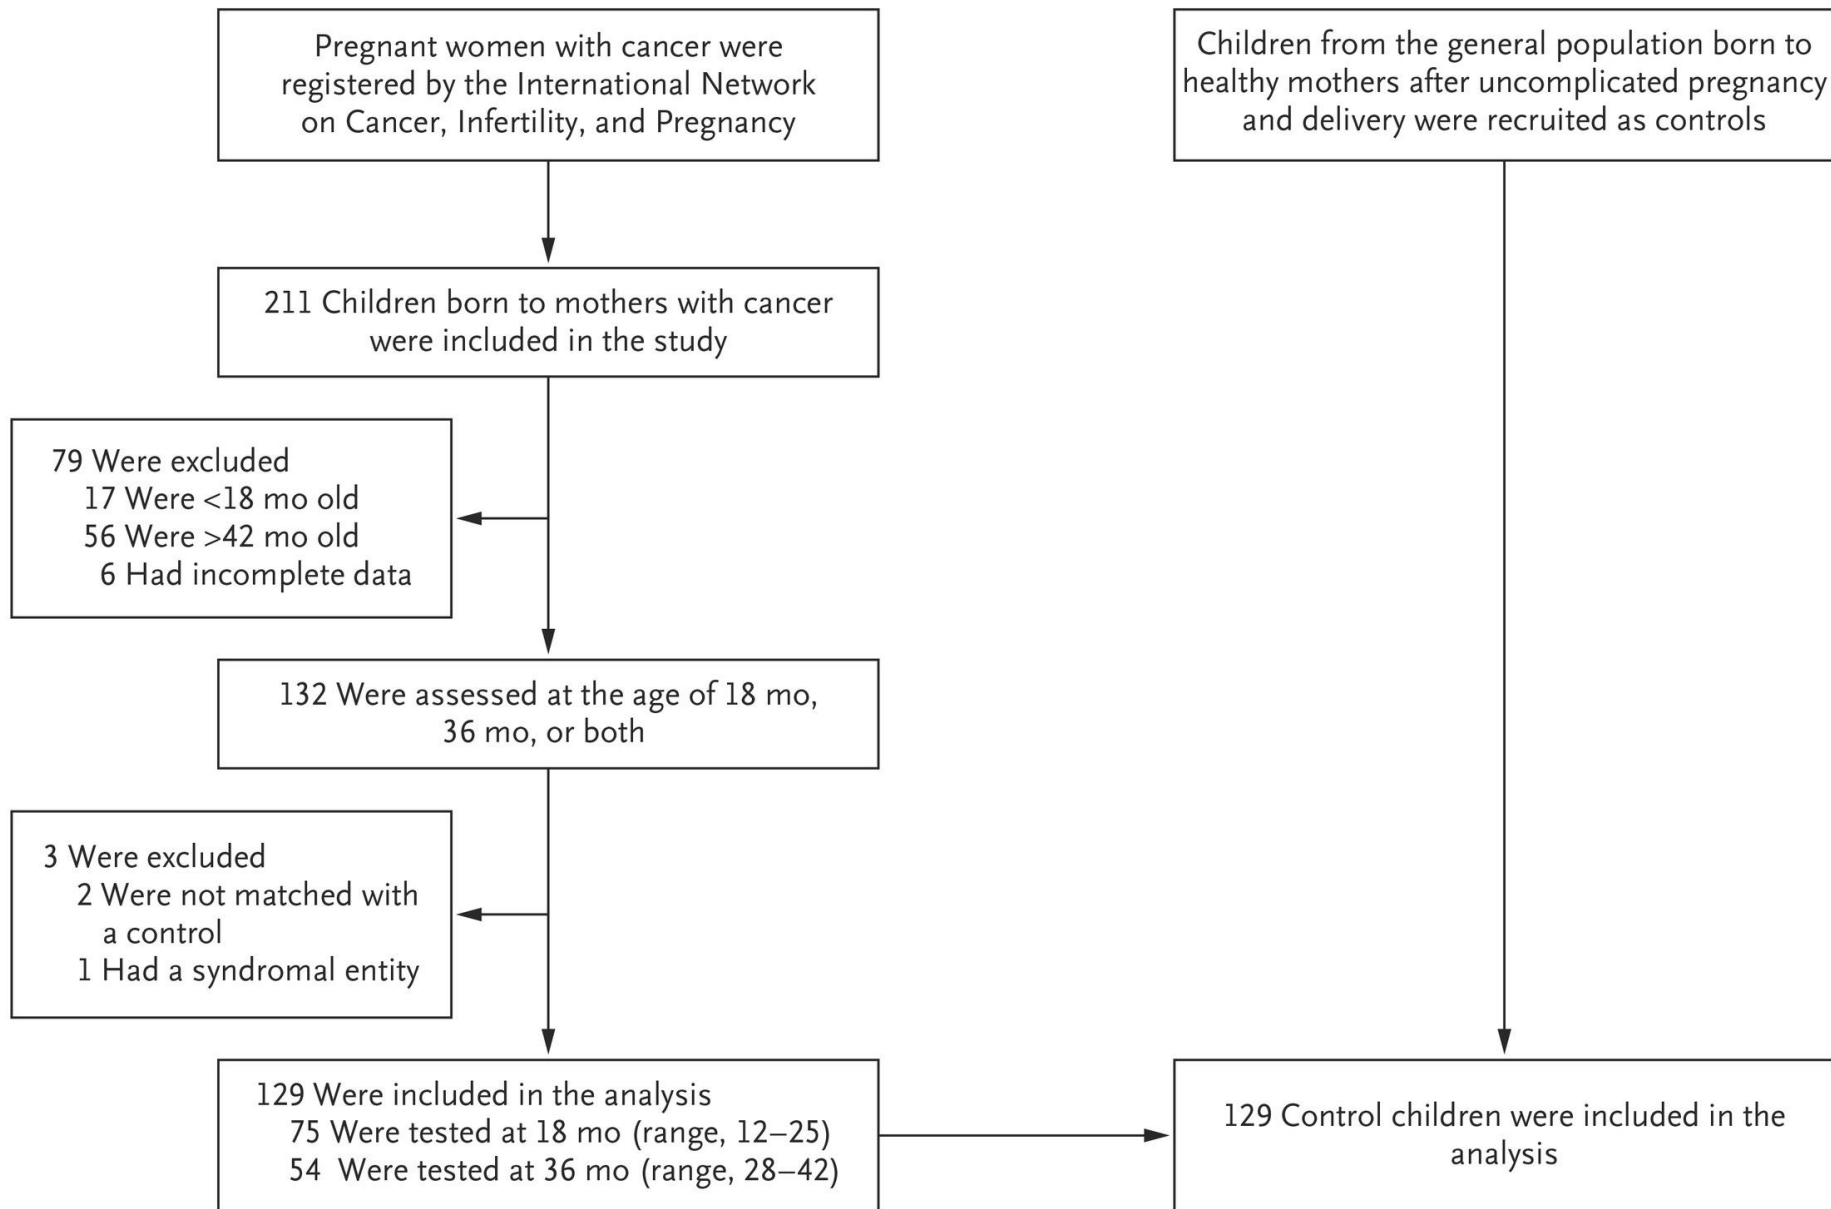 Pregnant women with cancer were
registered by the International Network
on Cancer, Infertility, and Pregnancy
Children from the general population born to
healthy mothers after uncomplicated pregnancy
and delivery were recruited as controls
211 Children born to mothers with cancer
were included in the study
79 Were excluded
17 Were <18 mo old
56 Were >42 mo old
6 Had incomplete data
132 Were assessed at the age of 18 mo,
36 mo, or both
3 Were excluded
2 Were not matched with
a control
1 Had a syndromal entity
129 Were included in the analysis
75 Were tested at 18 mo (range, 12–25)
54 Were tested at 36 mo (range, 28–42)
129 Control children were included in the
analysis